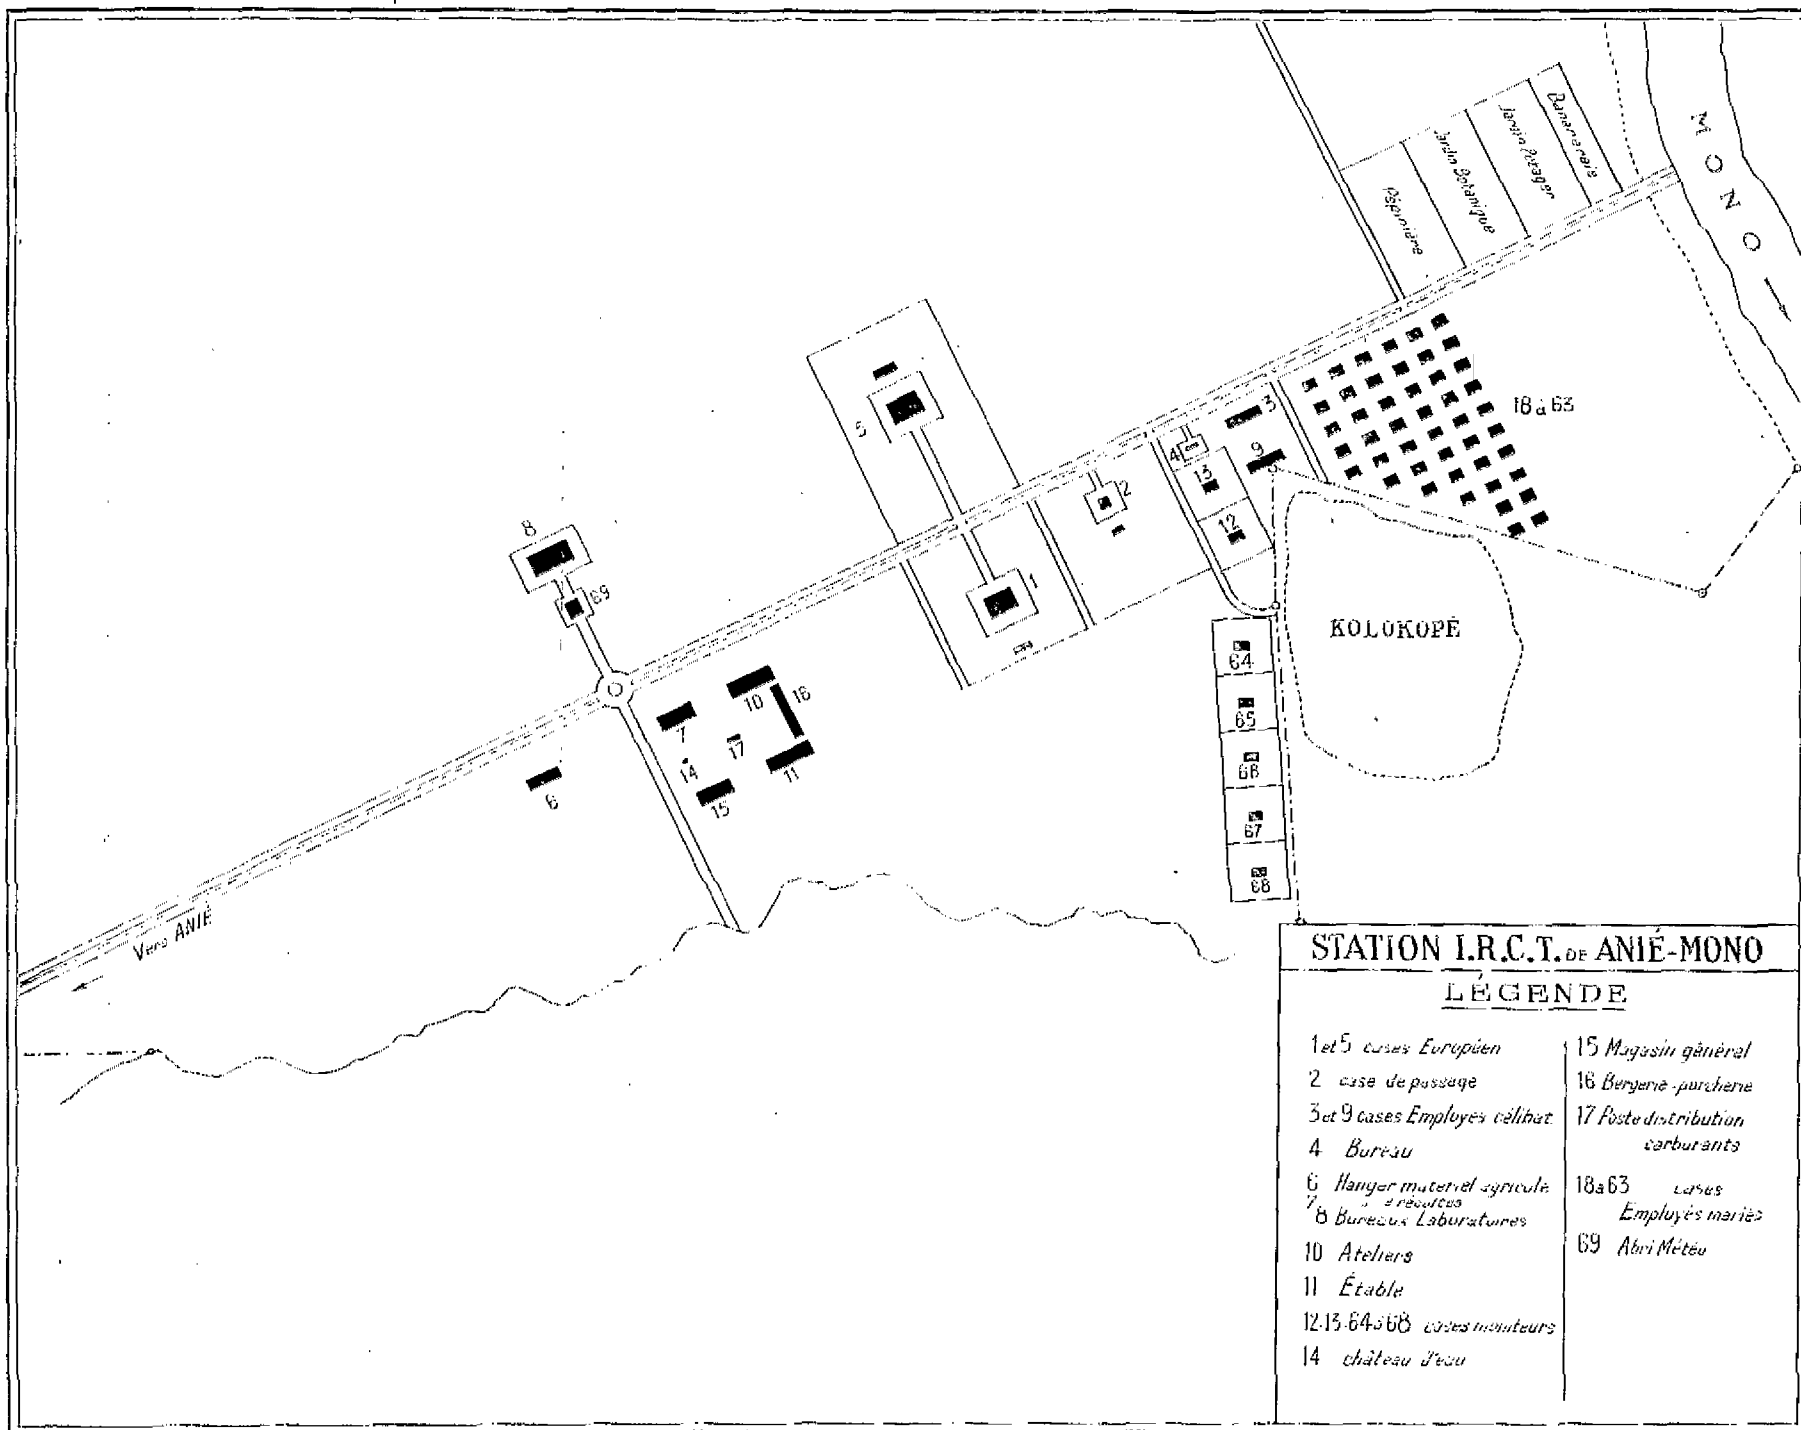 MONO
Bananeraie
Jardin Potager
Jardin Botanique
Pépinière
18 à 63
3
9
4
13
12
2
5
1
8
69
KOLOKOPÉ
64
65
66
67
68
10
16
7
17
14
11
15
6
Vers ANIÉ
STATION I.R.C.T. DE ANIÉ-MONO
LÉGENDE
1 et 5 cases Européen
2 case de passage
3 et 9 cases Employés célibat.
4 Bureau
6 Hangar matériel agricole
7 " à récoltes
8 Bureaux Laboratoires
10 Ateliers
11 Étable
12.13.64 à 68 cases moniteurs
14 château d'eau
15 Magasin général
16 Bergerie-porcherie
17 Poste distribution
carburants
18 à 63 cases
Employés mariés
69 Abri Météo